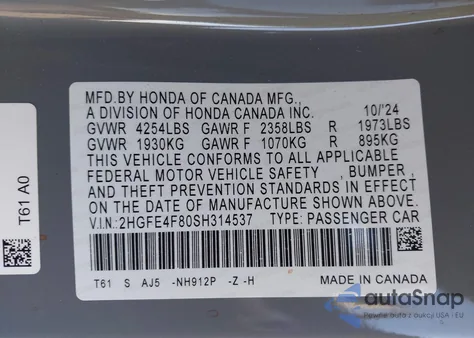 MFD.BY HONDA OF CANADA MFG.,
A DIVISION OF HONDA CANADA INC. 10/'24
GVWR 4254LBS GAWR F 2358LBS R 1973LBS
GVWR 1930KG GAWR F 1070KG R 895KG
THIS VEHICLE CONFORMS TO ALL APPLICABLE
FEDERAL MOTOR VEHICLE SAFETY , BUMPER ,
AND THEFT PREVENTION STANDARDS IN EFFECT
ON THE DATE OF MANUFACTURE SHOWN ABOVE.
V.I.N: 2HGFE4F80SH314537 TYPE: PASSENGER CAR
T61 S AJ5 -NH912P -Z -H MADE IN CANADA
T61 A0
autoSnap